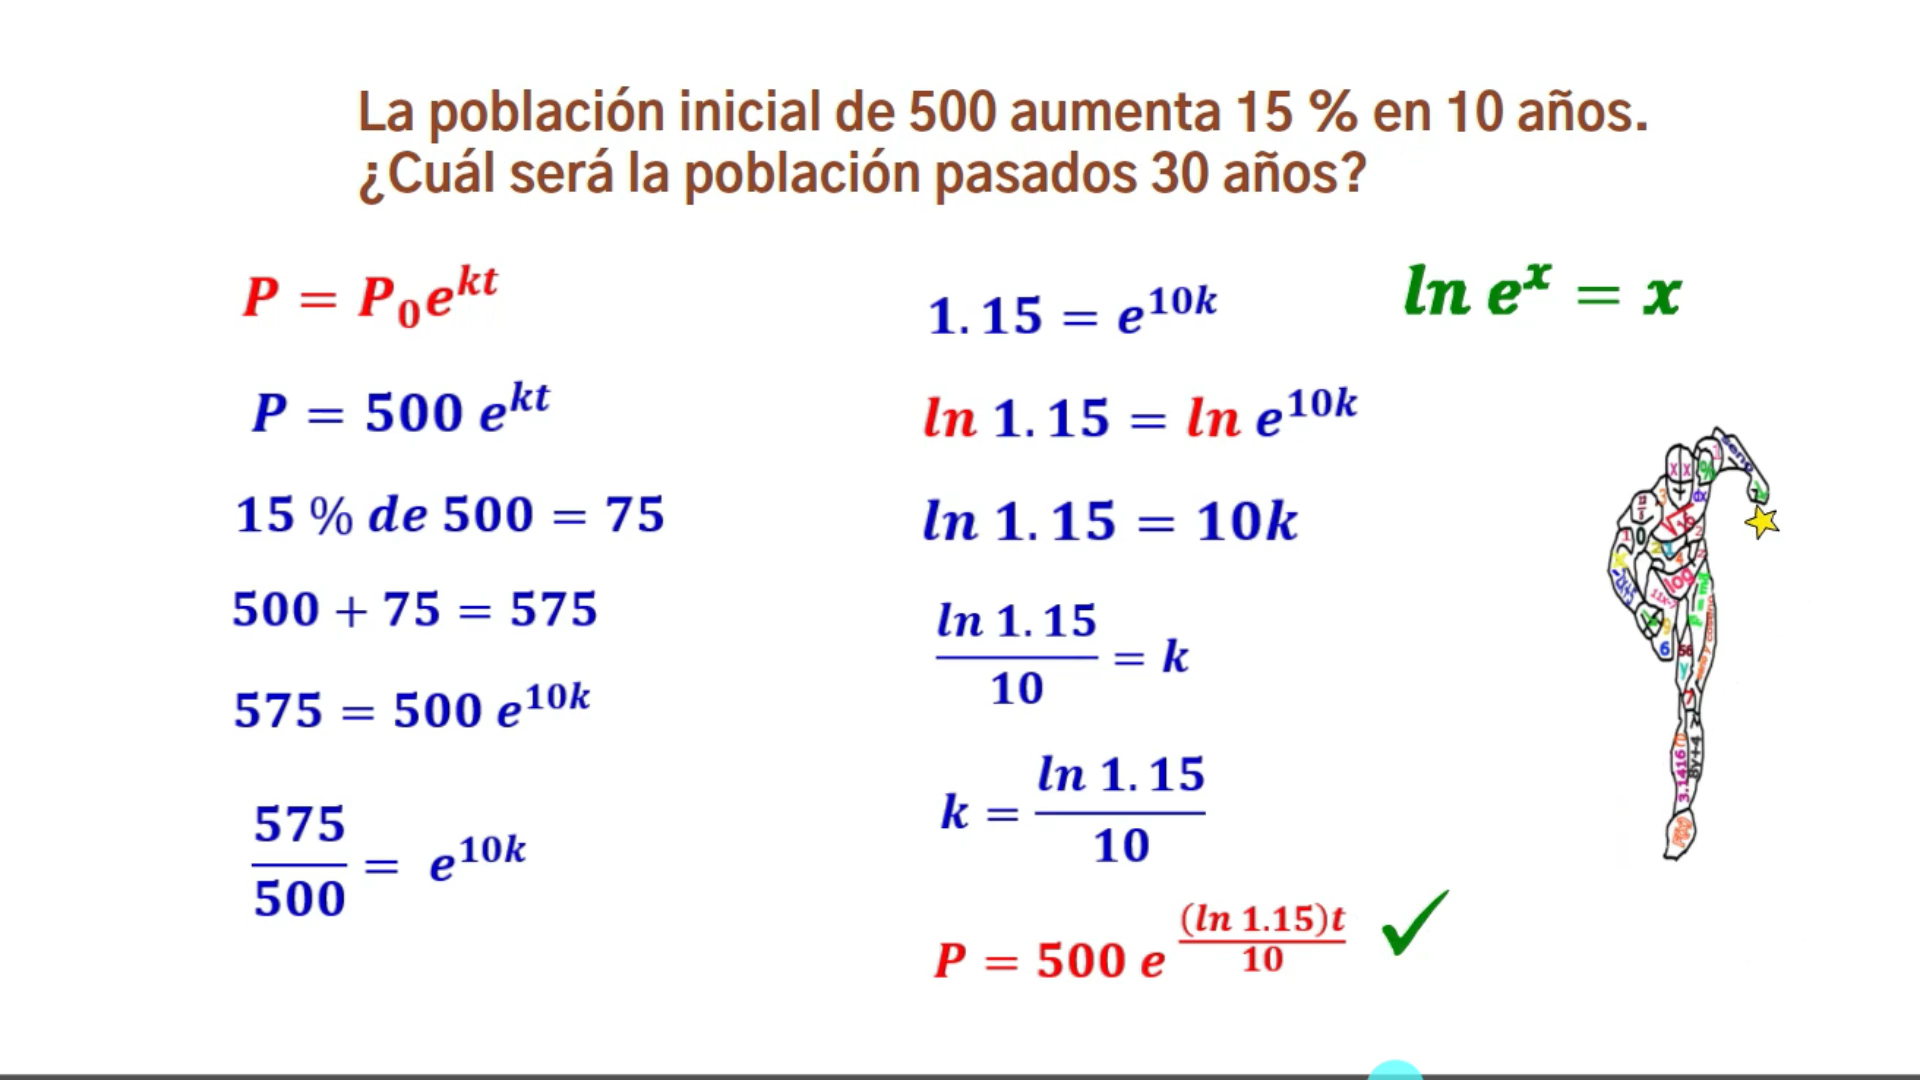 La población inicial de 500 aumenta 15 % en 10 años.
¿Cuál será la población pasados 30 años?
P = P₀e^{kt}
P = 500 e^{kt}
15 % de 500 = 75
500 + 75 = 575
575 = 500 e^{10k}
575/500 = e^{10k}
1.15 = e^{10k}
ln 1.15 = ln e^{10k}
ln 1.15 = 10k
ln 1.15/10 = k
k = ln 1.15/10
P = 500 e^{(ln 1.15)t/10} ✓
ln e^x = x